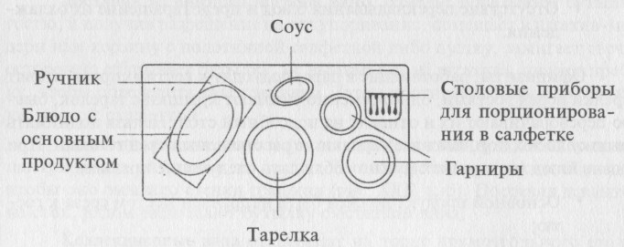 Соус
Ручник
Блюдо с
основным
продуктом
Столовые приборы
для порционирова-
ния в салфетке
Гарниры
Тарелка